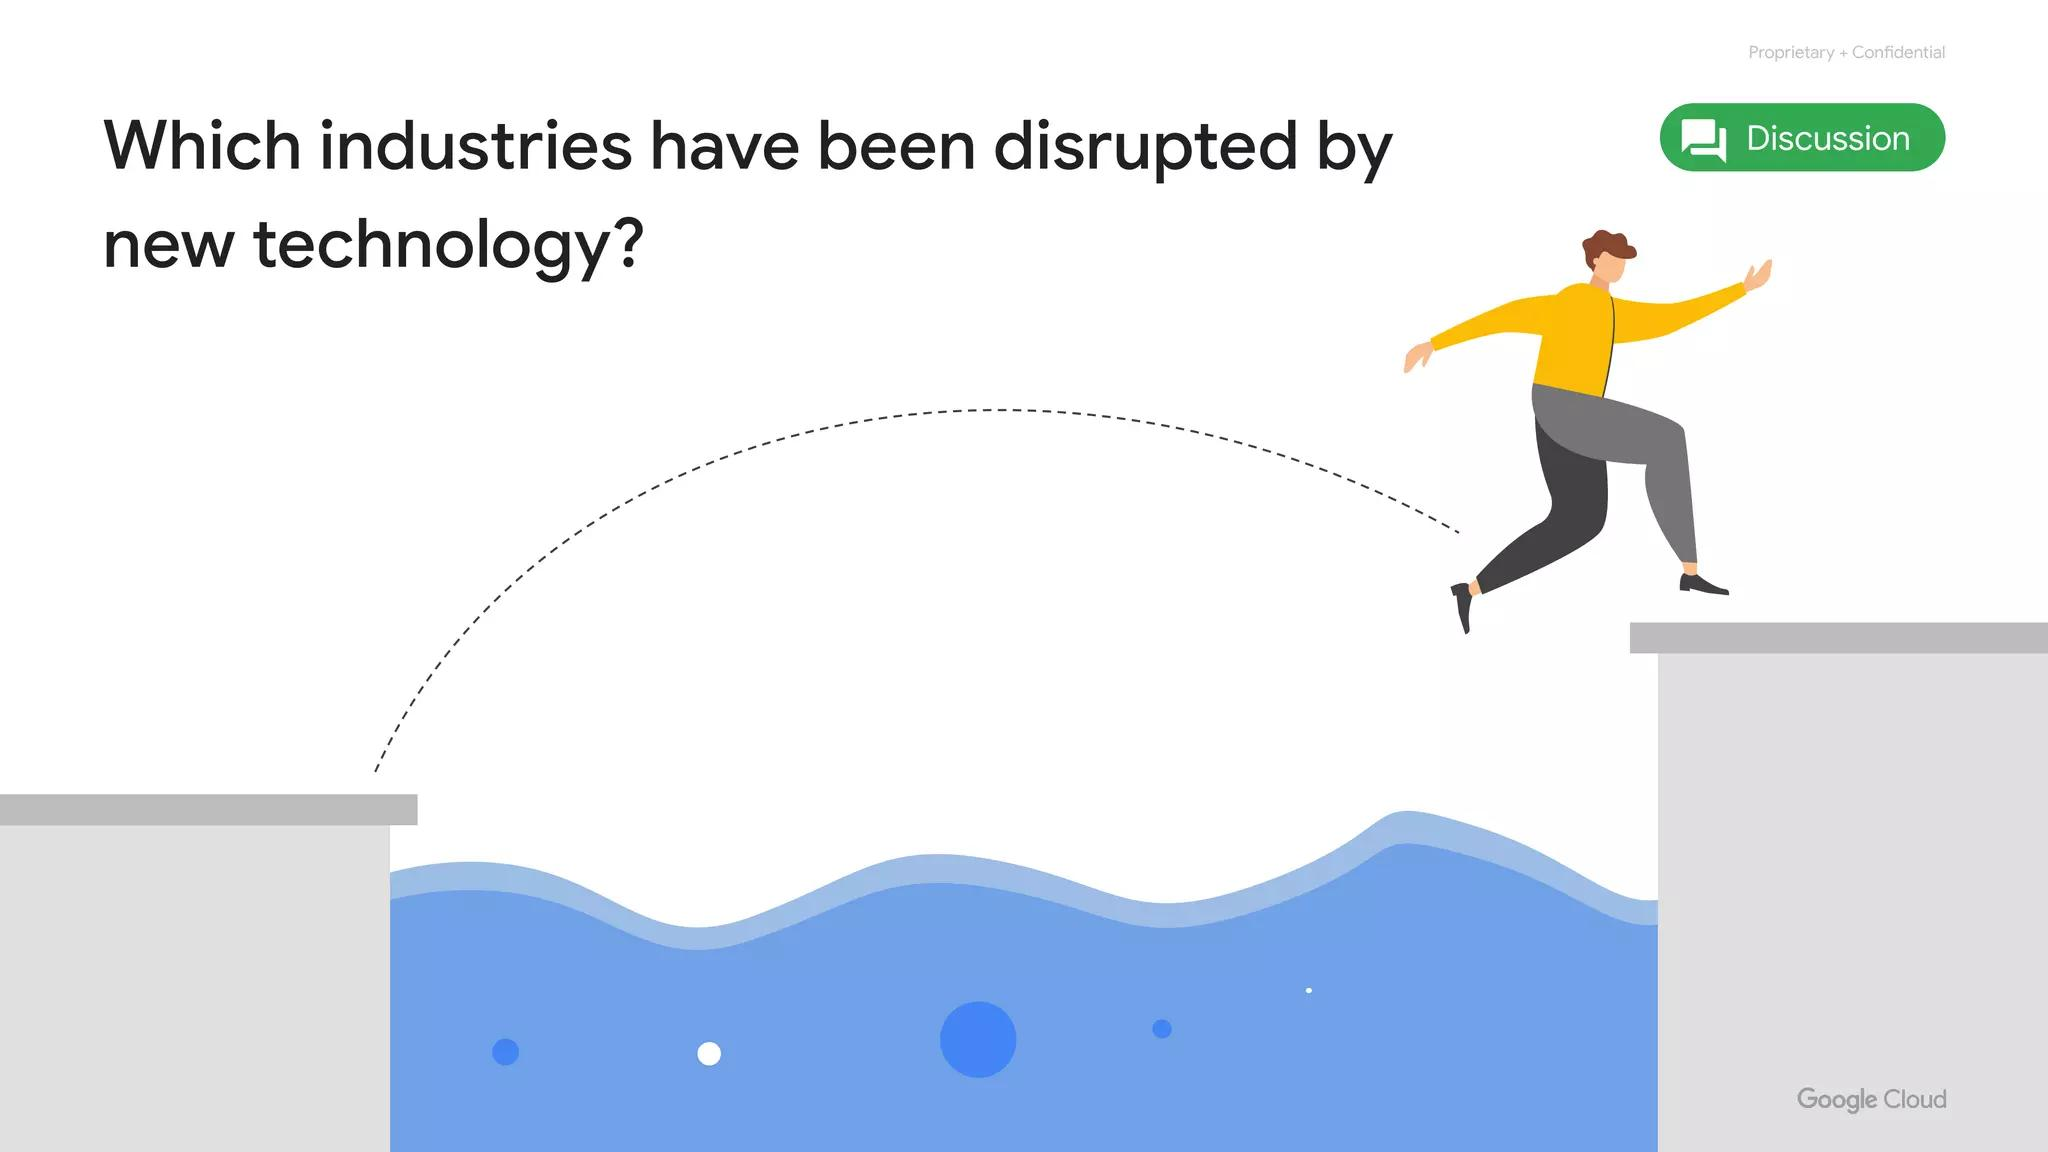 Proprietary + Confidential
Which industries have been disrupted by
new technology?
Discussion
Google Cloud